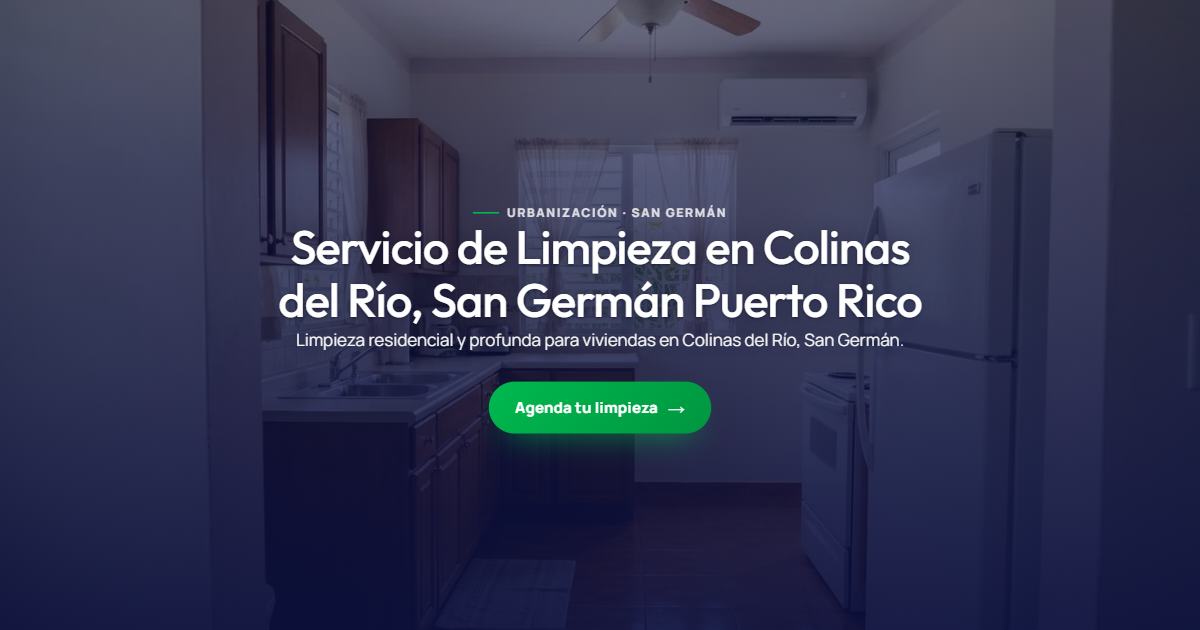 URBANIZACIÓN · SAN GERMÁN
Servicio de Limpieza en Colinas
del Río, San Germán Puerto Rico
Limpieza residencial y profunda para viviendas en Colinas del Río, San Germán.
Agenda tu limpieza →